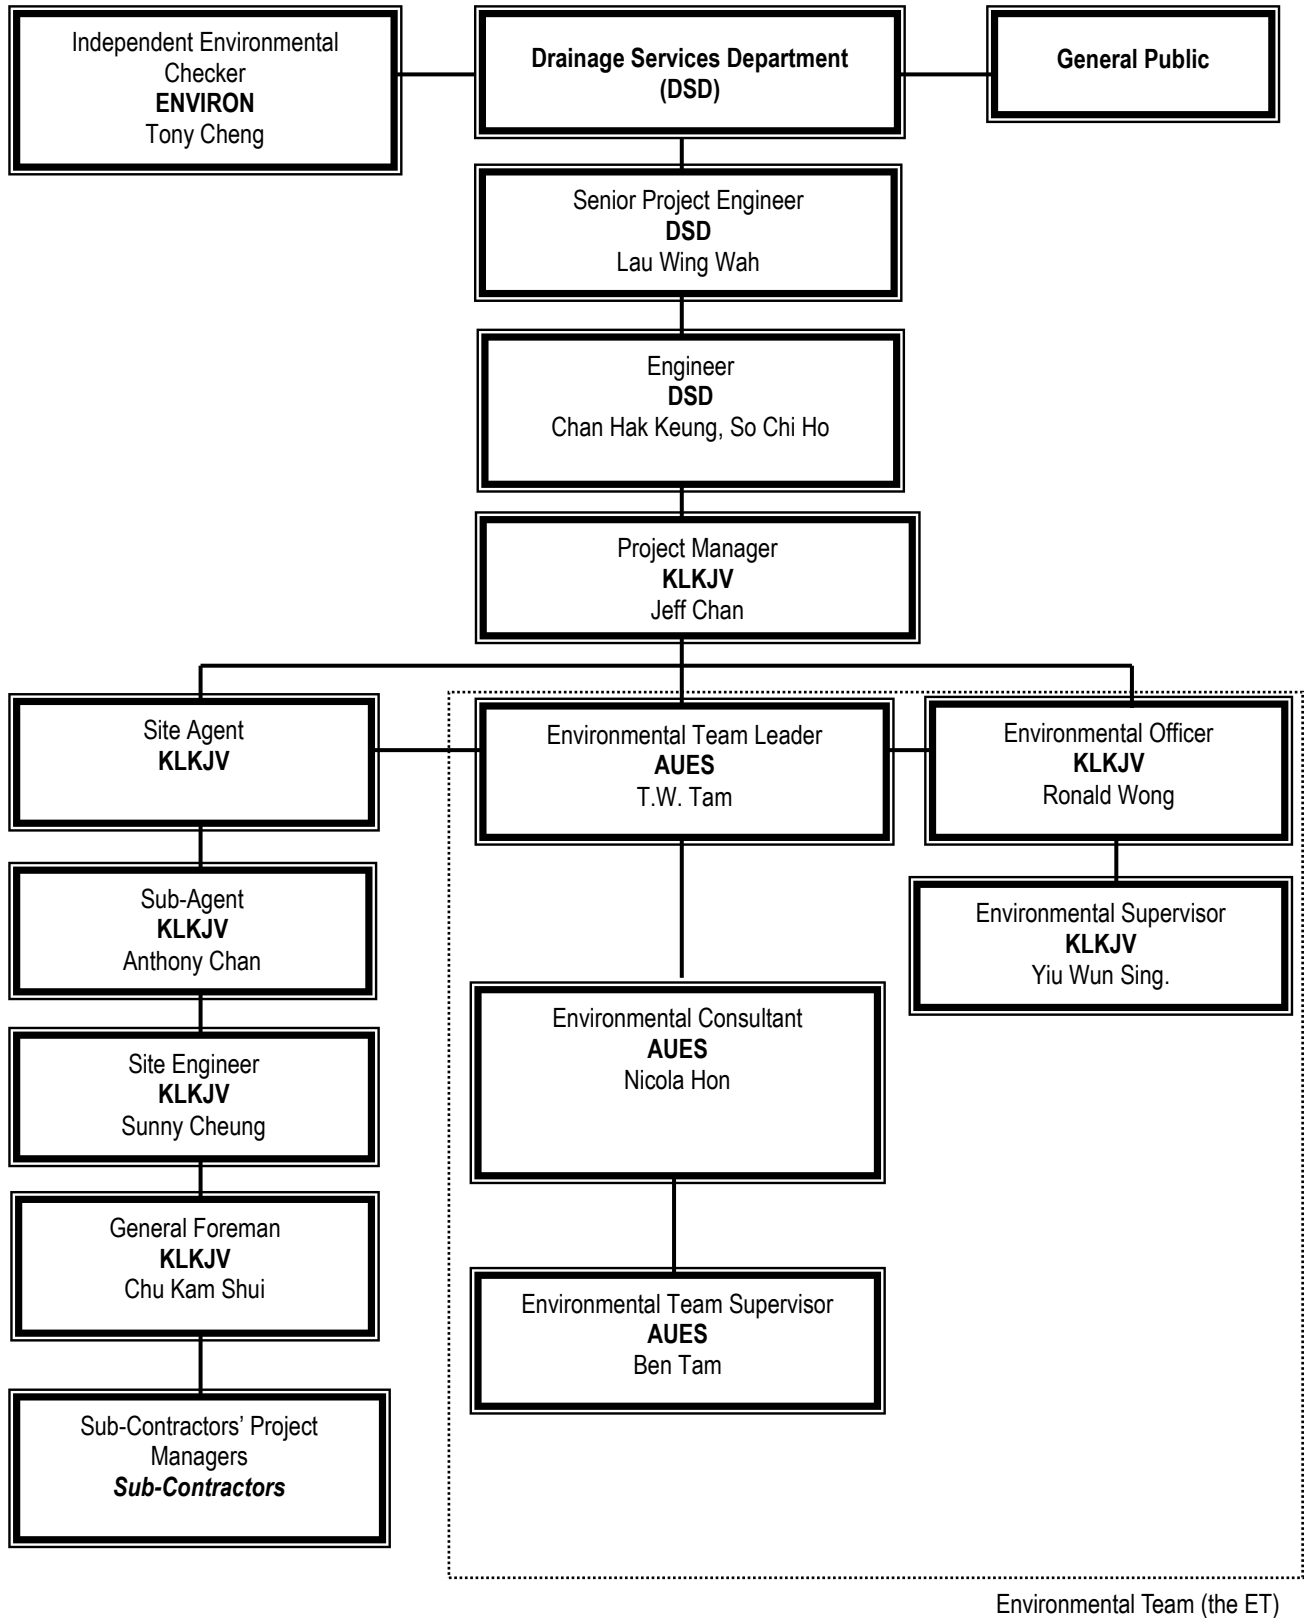 Independent Environmental
Checker
ENVIRON
Tony Cheng
Drainage Services Department
(DSD)
General Public
Senior Project Engineer
DSD
Lau Wing Wah
Engineer
DSD
Chan Hak Keung, So Chi Ho
Project Manager
KLKJV
Jeff Chan
Site Agent
KLKJV
Environmental Team Leader
AUES
T.W. Tam
Environmental Officer
KLKJV
Ronald Wong
Sub-Agent
KLKJV
Anthony Chan
Environmental Supervisor
KLKJV
Yiu Wun Sing.
Site Engineer
KLKJV
Sunny Cheung
Environmental Consultant
AUES
Nicola Hon
General Foreman
KLKJV
Chu Kam Shui
Environmental Team Supervisor
AUES
Ben Tam
Sub-Contractors’ Project
Managers
Sub-Contractors
Environmental Team (the ET)